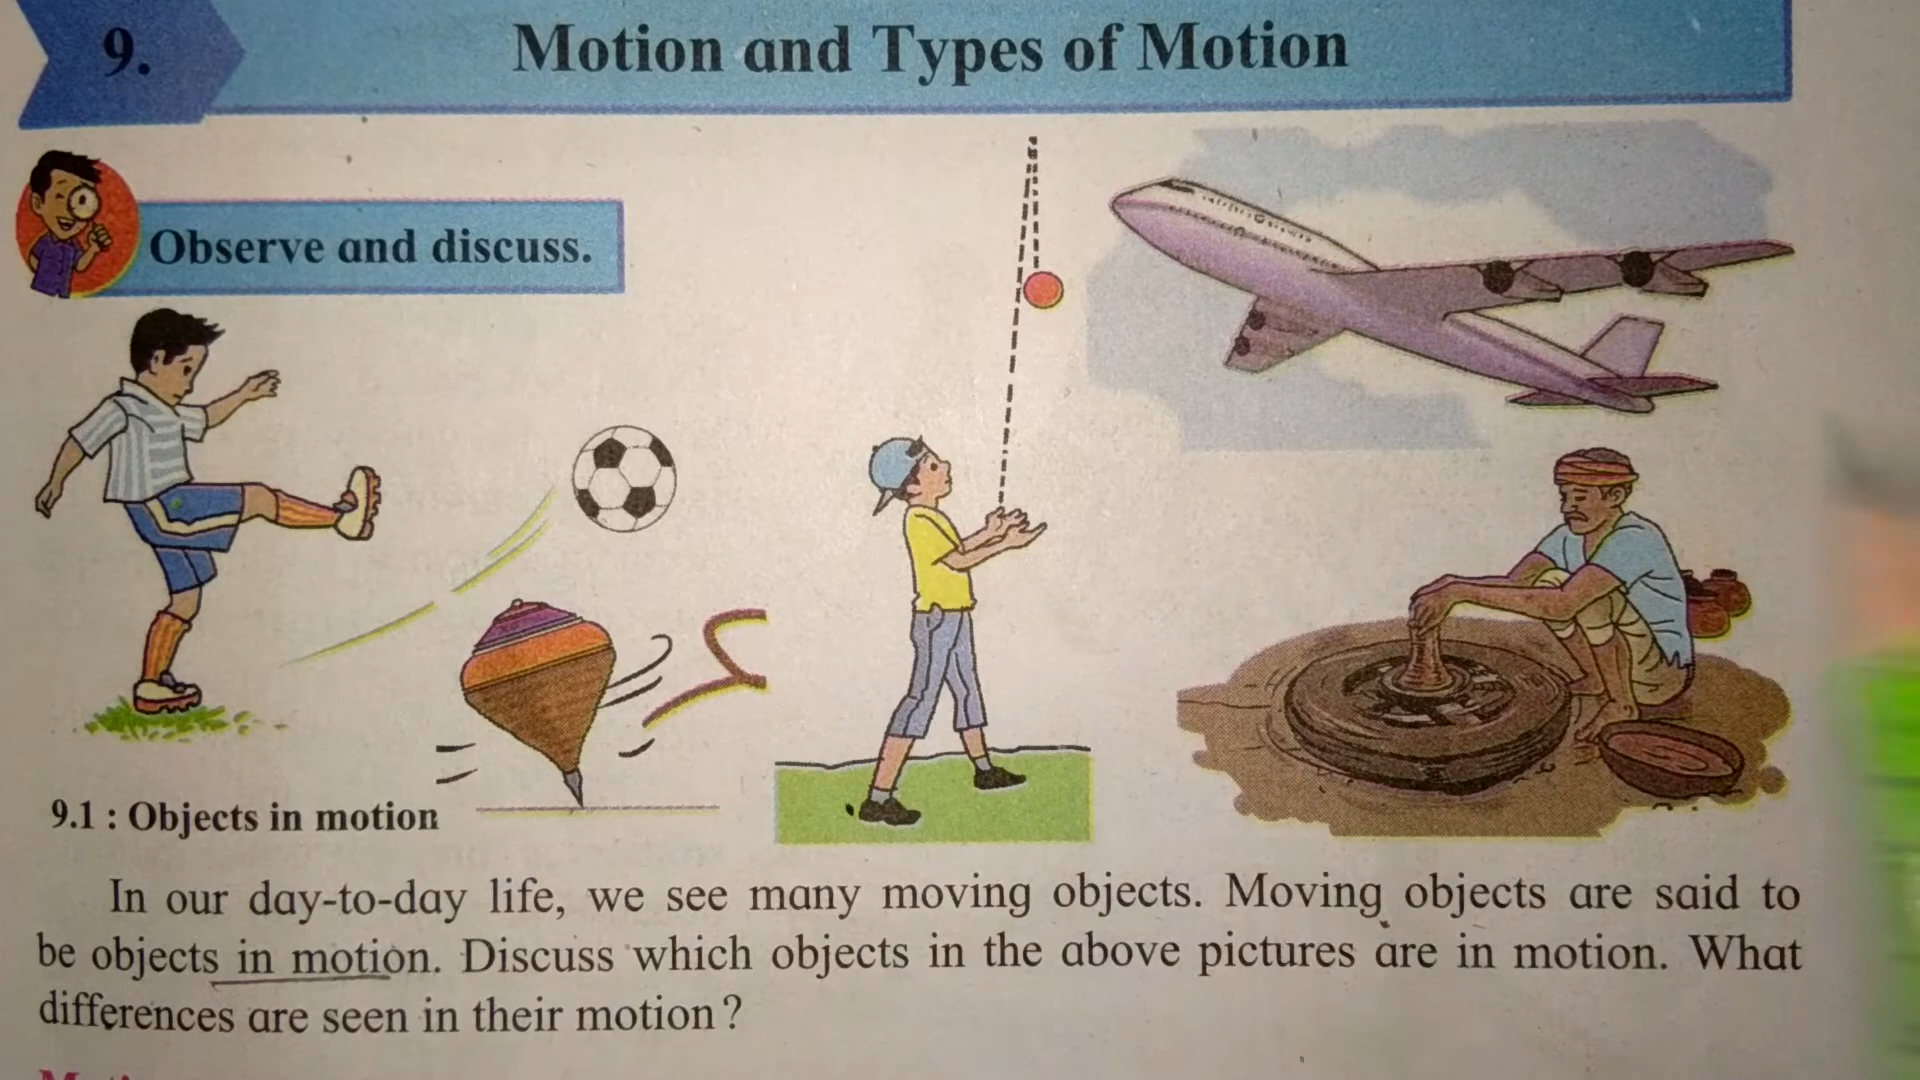 9.
Motion and Types of Motion
Observe and discuss.
9.1 : Objects in motion
In our day-to-day life, we see many moving objects. Moving objects are said to
be objects in motion. Discuss which objects in the above pictures are in motion. What
differences are seen in their motion?